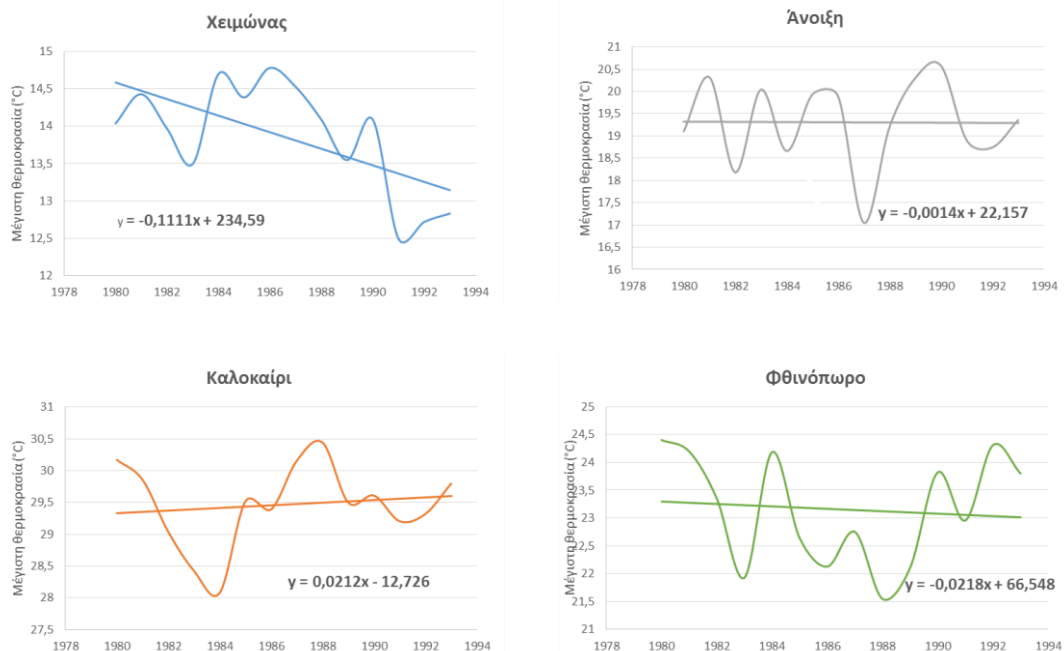 Χειμώνας
Μέγιστη θερμοκρασία (°C)
15
14,5
14
13,5
13
12,5
12
y = -0,1111x + 234,59
1978 1980 1982 1984 1986 1988 1990 1992 1994
Άνοιξη
Μέγιστη θερμοκρασία (°C)
21
20,5
20
19,5
19
18,5
18
17,5
17
16,5
16
y = -0,0014x + 22,157
1978 1980 1982 1984 1986 1988 1990 1992 1994
Καλοκαίρι
Μέγιστη θερμοκρασία (°C)
31
30,5
30
29,5
29
28,5
28
27,5
y = 0,0212x - 12,726
1978 1980 1982 1984 1986 1988 1990 1992 1994
Φθινόπωρο
Μέγιστη θερμοκρασία (°C)
25
24,5
24
23,5
23
22,5
22
21,5
21
y = -0,0218x + 66,548
1978 1980 1982 1984 1986 1988 1990 1992 1994